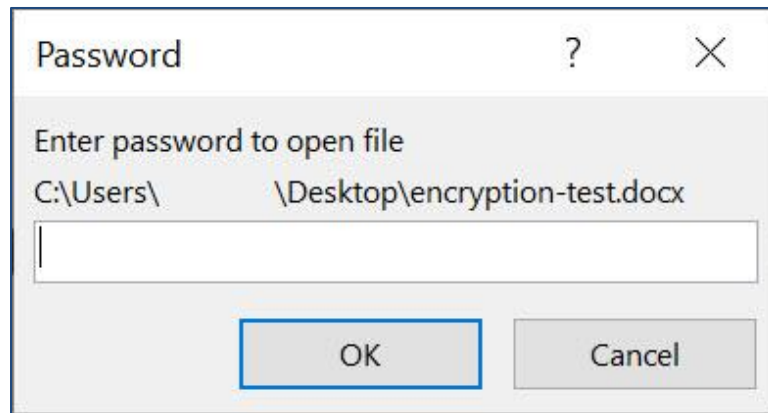 Password ?
Enter password to open file
C:\Users\ \Desktop\encryption-test.docx
OK Cancel